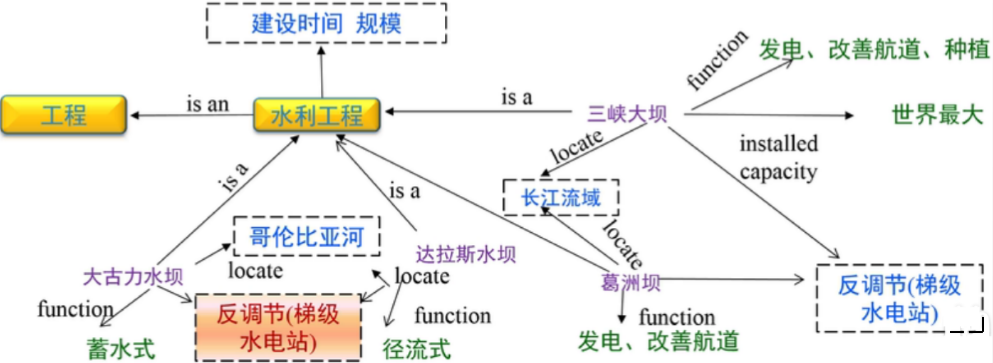 建设时间 规模
function
发电、改善航道、种植
工程
is an
水利工程
is a
三峡大坝
世界最大
locate
installed
capacity
is a
is a
长江流域
哥伦比亚河
locate
达拉斯水坝
大古力水坝
locate
locate
葛洲坝
反调节(梯级
水电站)
function
反调节(梯级
水电站)
function
function
蓄水式
径流式
发电、改善航道